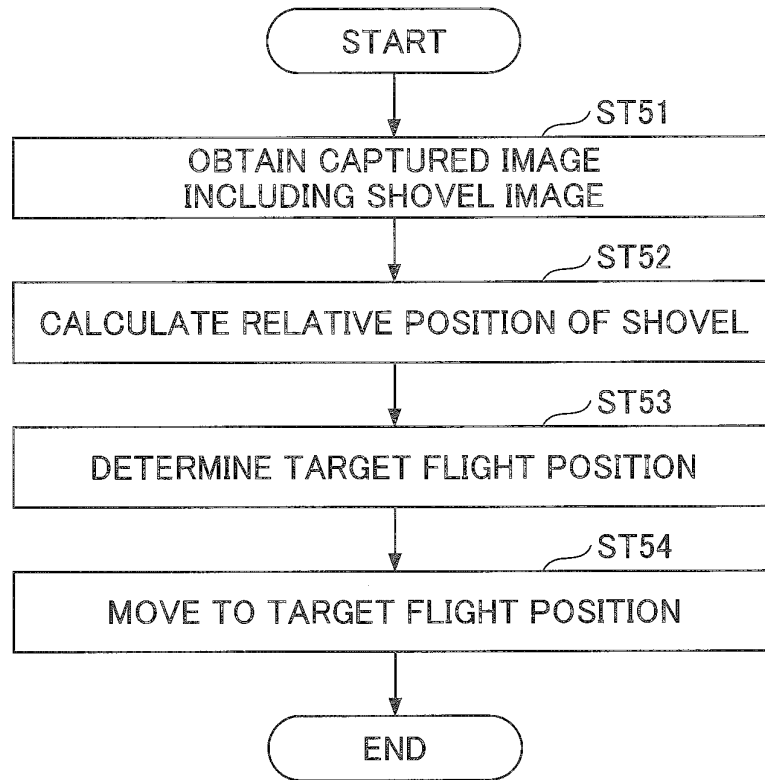 START
ST51
OBTAIN CAPTURED IMAGE
INCLUDING SHOVEL IMAGE
ST52
CALCULATE RELATIVE POSITION OF SHOVEL
ST53
DETERMINE TARGET FLIGHT POSITION
ST54
MOVE TO TARGET FLIGHT POSITION
END